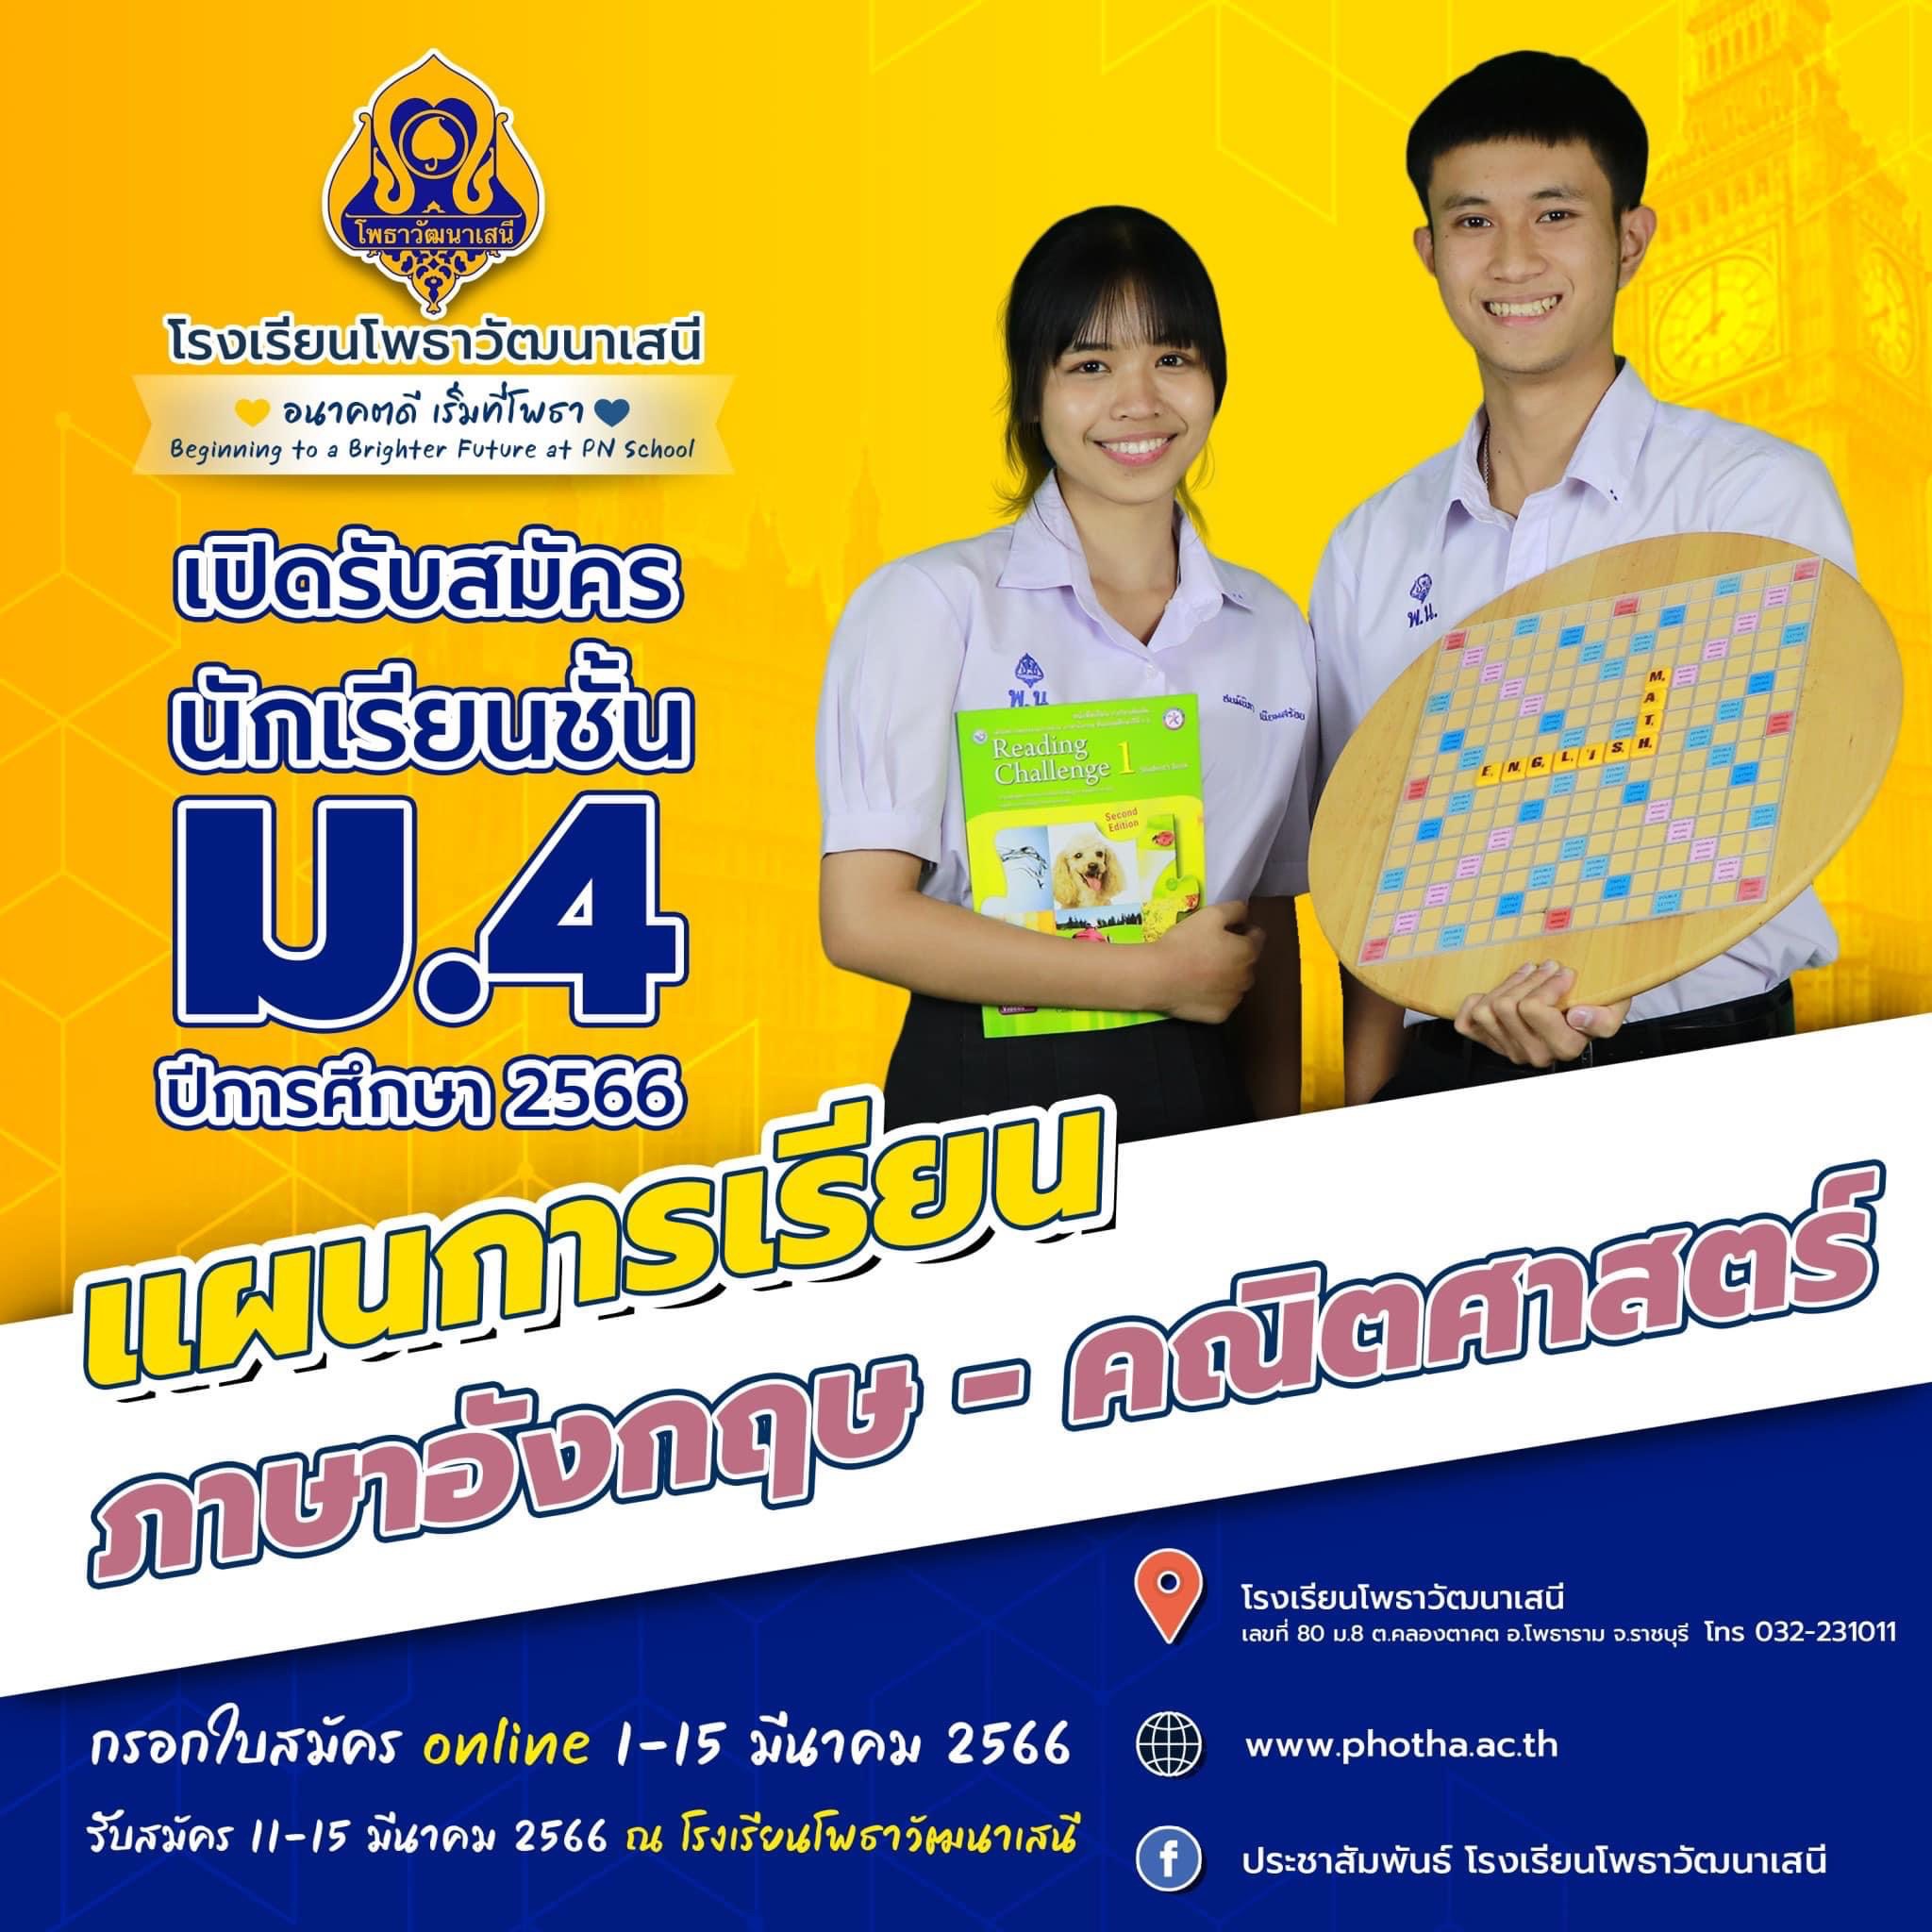 โพธาวัฒนาเสนี
โรงเรียนโพธาวัฒนาเสนี
อนาคตดี เริ่มที่โพธา
Beginning to a Brighter Future at PN School
เปิดรับสมัคร
นักเรียนชั้น
ม.4
ปีการศึกษา 2566
พ.น.
พ.น.
Reading
Challenge 1
Student's Book
Second
Edition
MATH
ENGLISH
แผนการเรียน
ภาษาอังกฤษ - คณิตศาสตร์
โรงเรียนโพธาวัฒนาเสนี
เลขที่ 80 ม.8 ต.คลองตาคต อ.โพธาราม จ.ราชบุรี โทร 032-231011
กรอกใบสมัคร online 1-15 มีนาคม 2566
www.photha.ac.th
รับสมัคร 11-15 มีนาคม 2566 ณ โรงเรียนโพธาวัฒนาเสนี
f ประชาสัมพันธ์ โรงเรียนโพธาวัฒนาเสนี